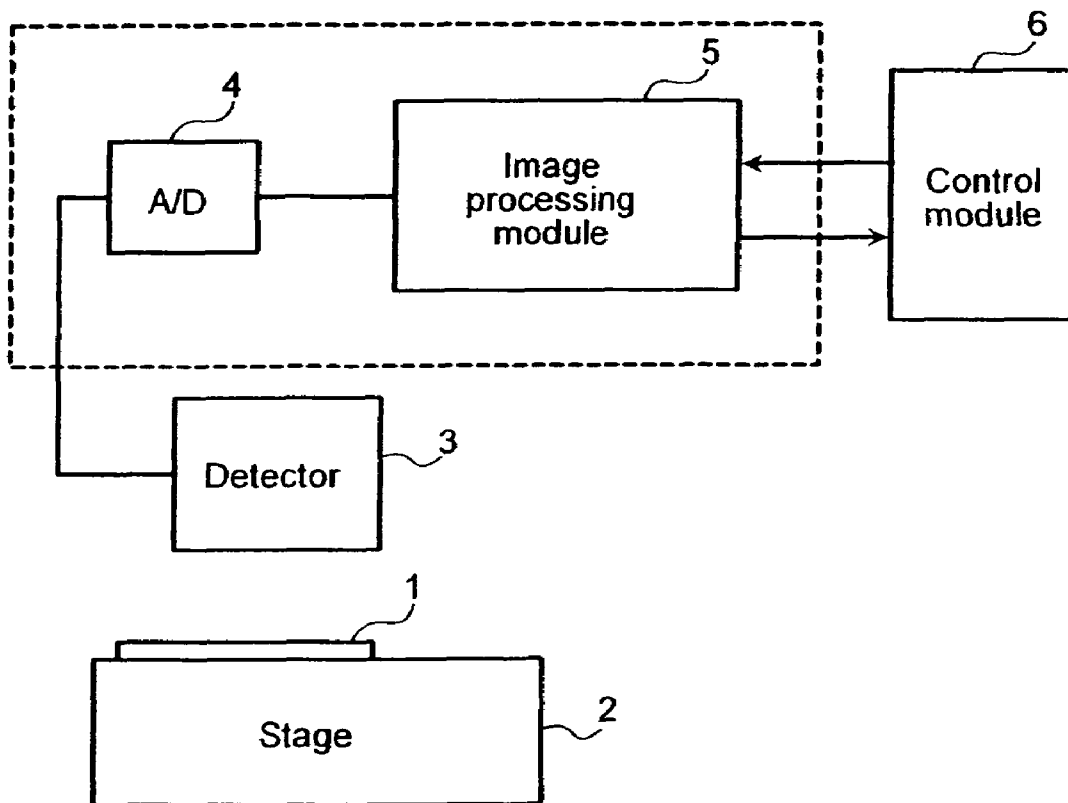 6
5
4
Image
processing
module
A/D
Control
module
3
Detector
1
2
Stage